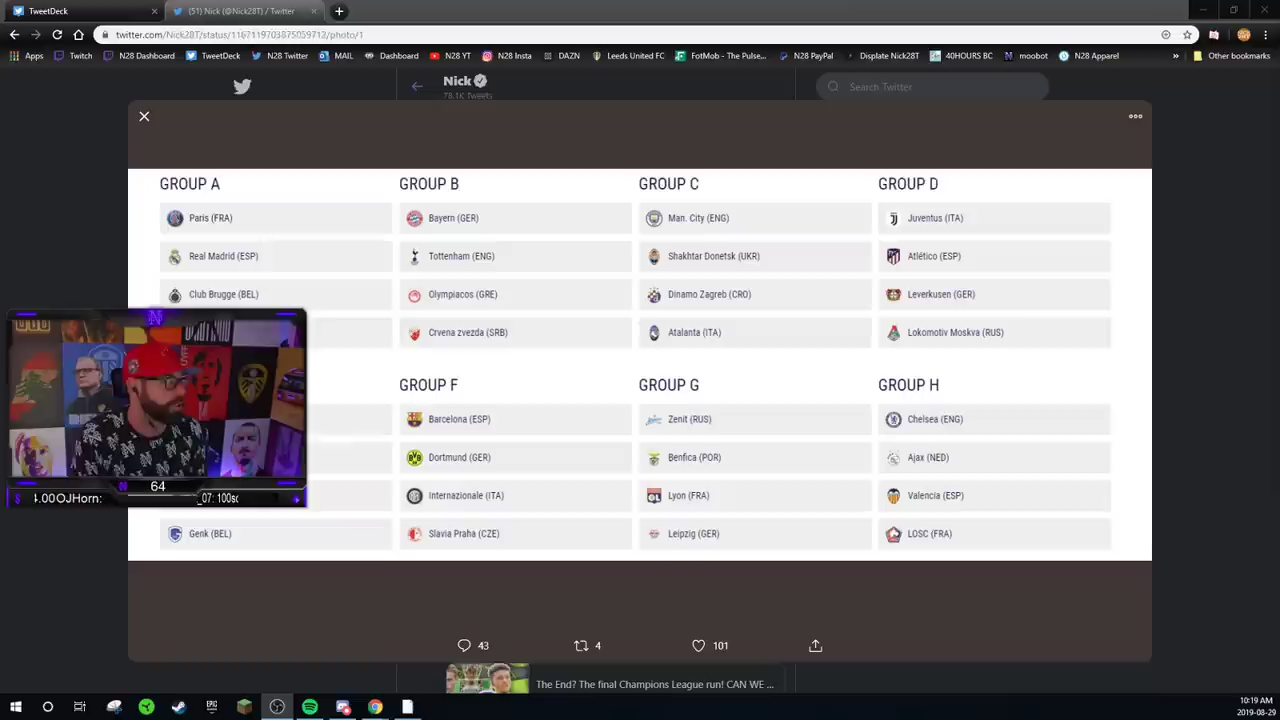 TweetDeck
(51) Nick (@Nick28T) / Twitter
twitter.com/Nick28T/status/1167119703875059712/photo/1
Apps
Twitch
N28 Dashboard
TweetDeck
N28 Twitter
MAIL
Dashboard
N28 YT
N28 Insta
DAZN
Leeds United FC
FotMob - The Pulse...
N28 PayPal
Displate Nick28T
40HOURS BC
moobot
N28 Apparel
Other bookmarks
Nick
78.1K Tweets
Search Twitter
GROUP A
Paris (FRA)
Real Madrid (ESP)
Club Brugge (BEL)
GROUP B
Bayern (GER)
Tottenham (ENG)
Olympiacos (GRE)
Crvena zvezda (SRB)
GROUP C
Man. City (ENG)
Shakhtar Donetsk (UKR)
Dinamo Zagreb (CRO)
Atalanta (ITA)
GROUP D
Juventus (ITA)
Atlético (ESP)
Leverkusen (GER)
Lokomotiv Moskva (RUS)
Genk (BEL)
GROUP F
Barcelona (ESP)
Dortmund (GER)
Internazionale (ITA)
Slavia Praha (CZE)
GROUP G
Zenit (RUS)
Benfica (POR)
Lyon (FRA)
Leipzig (GER)
GROUP H
Chelsea (ENG)
Ajax (NED)
Valencia (ESP)
LOSC (FRA)
64
OJHorn:
_07: 100
43
4
101
The End? The final Champions League run! CAN WE ...
10:19 AM
2019-08-29